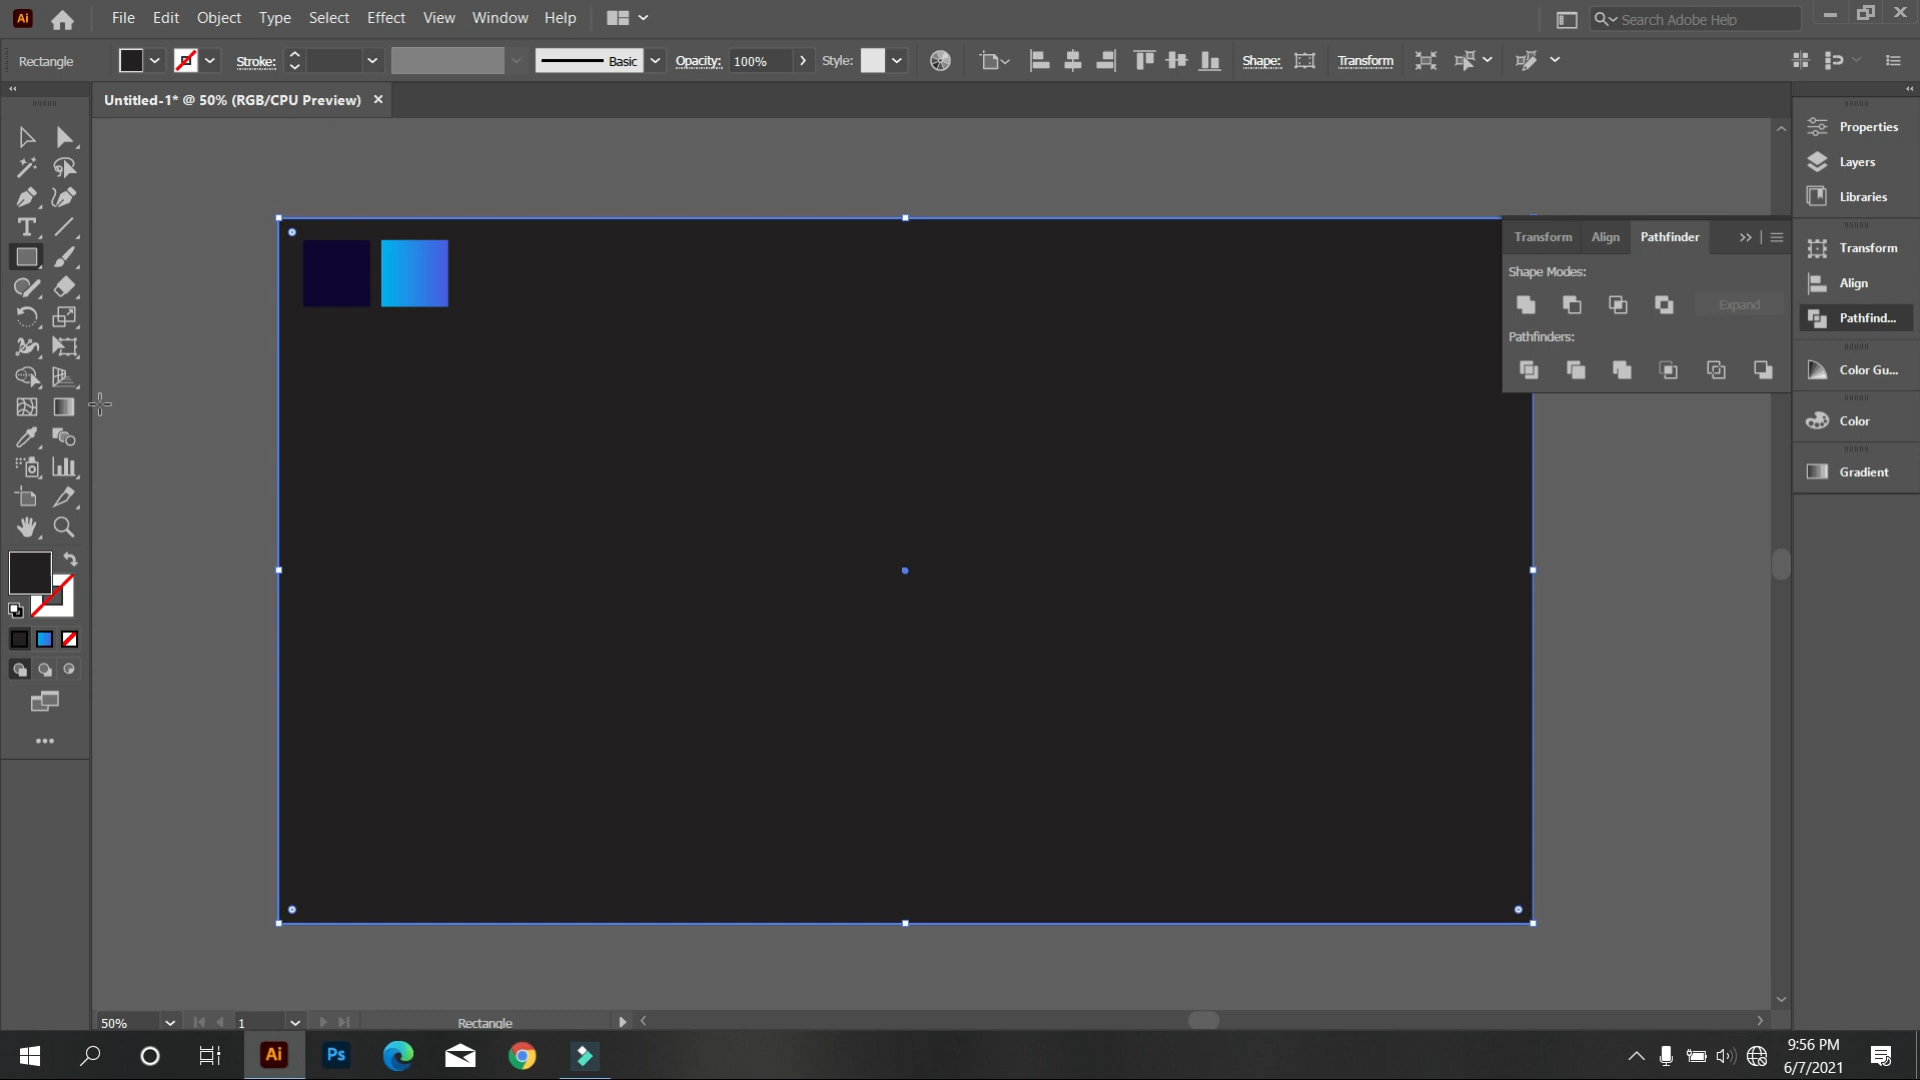 Ai File Edit Object Type Select Effect View Window Help Search Adobe Help
Rectangle Stroke: Basic Opacity: 100% Style: Shape: Transform
Untitled-1* @ 50% (RGB/CPU Preview)
Properties
Layers
Libraries
Transform Align Pathfinder
Shape Modes:
Expand
Pathfinders:
Transform
Align
Pathfind...
Color Gu...
Color
Gradient
T
50% 1 Rectangle
Ai Ps
9:56 PM
6/7/2021